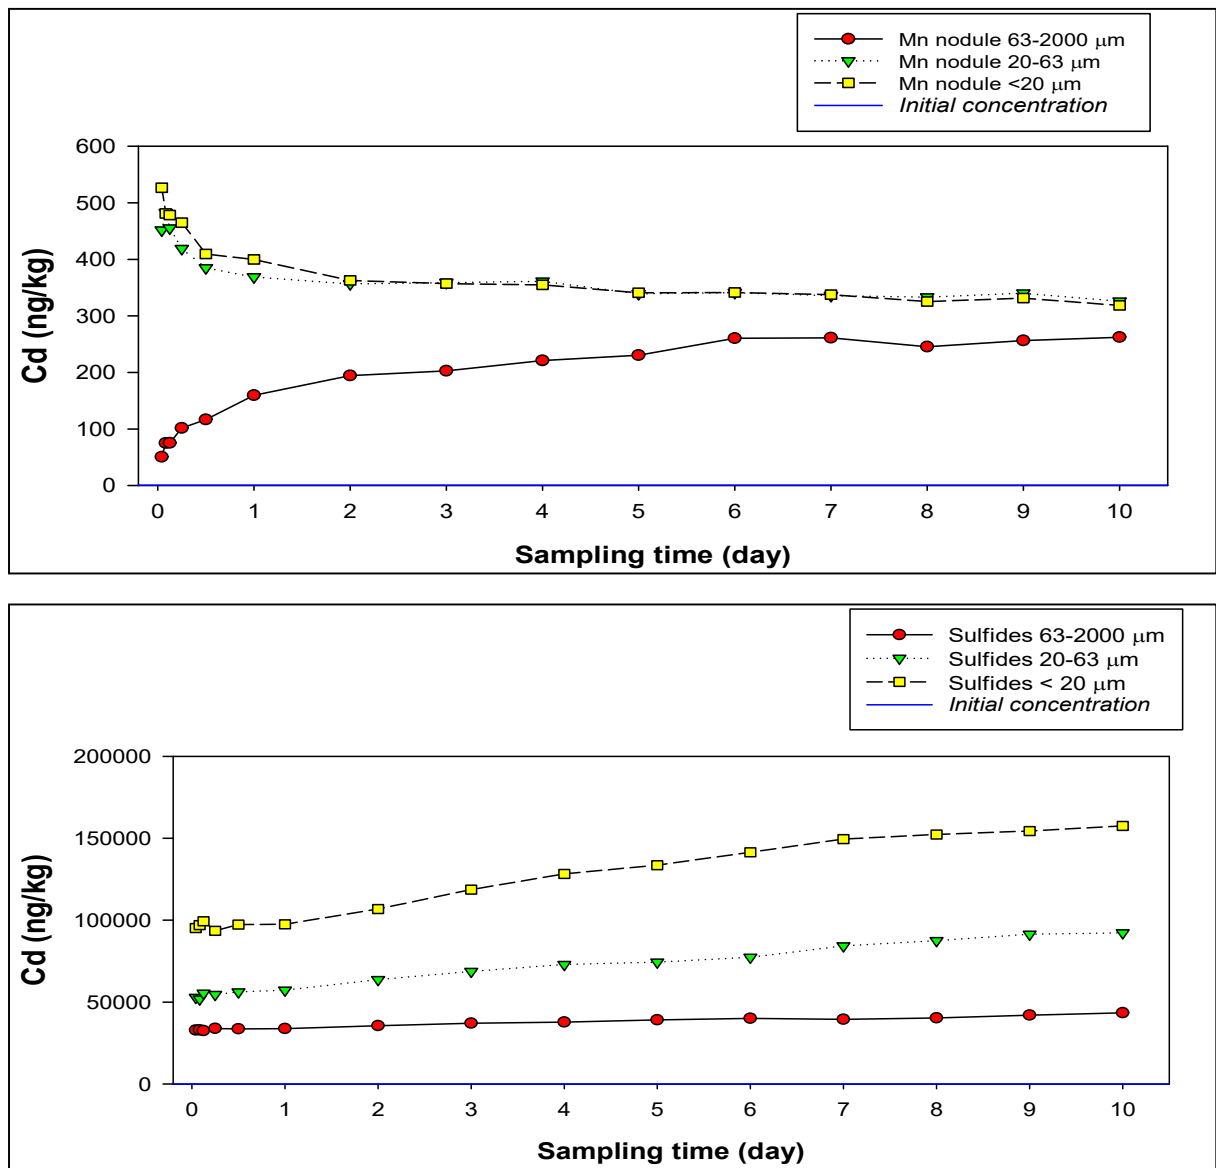 Mn nodule 63-2000 μm
Mn nodule 20-63 μm
Mn nodule <20 μm
Initial concentration
600
500
400
300
200
100
0
Cd (ng/kg)
0 1 2 3 4 5 6 7 8 9 10
Sampling time (day)
Sulfides 63-2000 μm
Sulfides 20-63 μm
Sulfides < 20 μm
Initial concentration
200000
150000
100000
50000
0
Cd (ng/kg)
0 1 2 3 4 5 6 7 8 9 10
Sampling time (day)